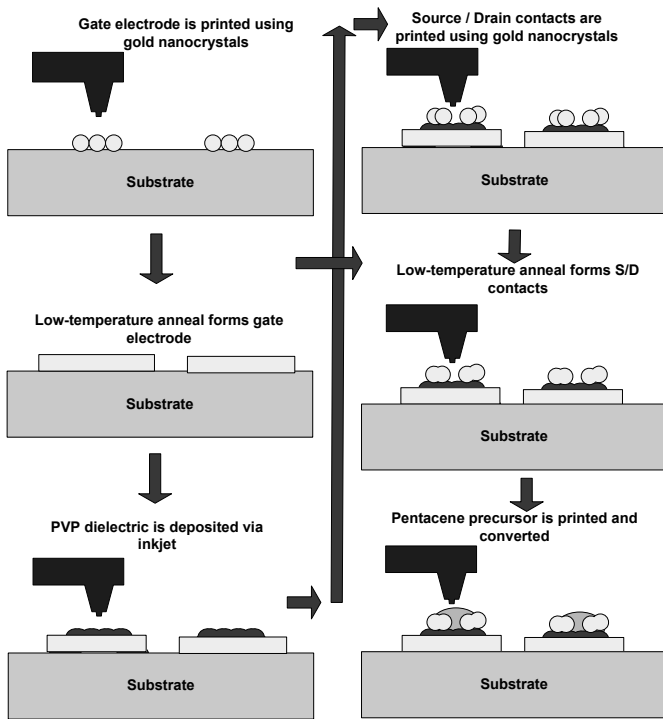 Gate electrode is printed using
gold nanocrystals
Substrate
Low-temperature anneal forms gate
electrode
Substrate
PVP dielectric is deposited via
inkjet
Substrate
Source / Drain contacts are
printed using gold nanocrystals
Substrate
Low-temperature anneal forms S/D
contacts
Substrate
Pentacene precursor is printed and
converted
Substrate